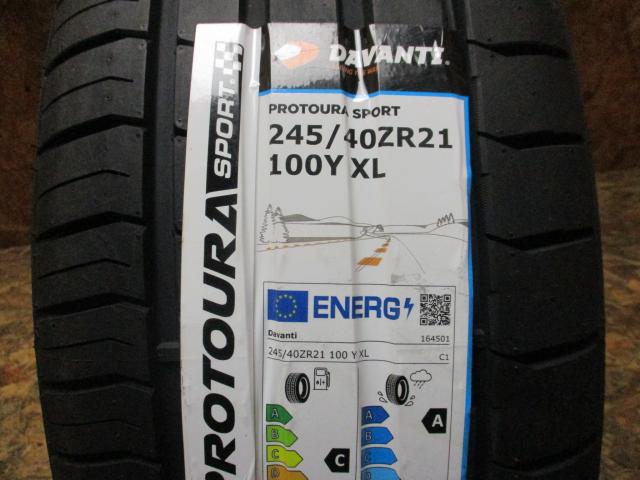 PROTOURA SPORT
DAVANTI.
PROTOURA SPORT
245/40ZR21
100Y XL
ENERG
Davanti
164501
245/40ZR21 100 Y XL
C1
A
B
C
D
C
A
B
C
A